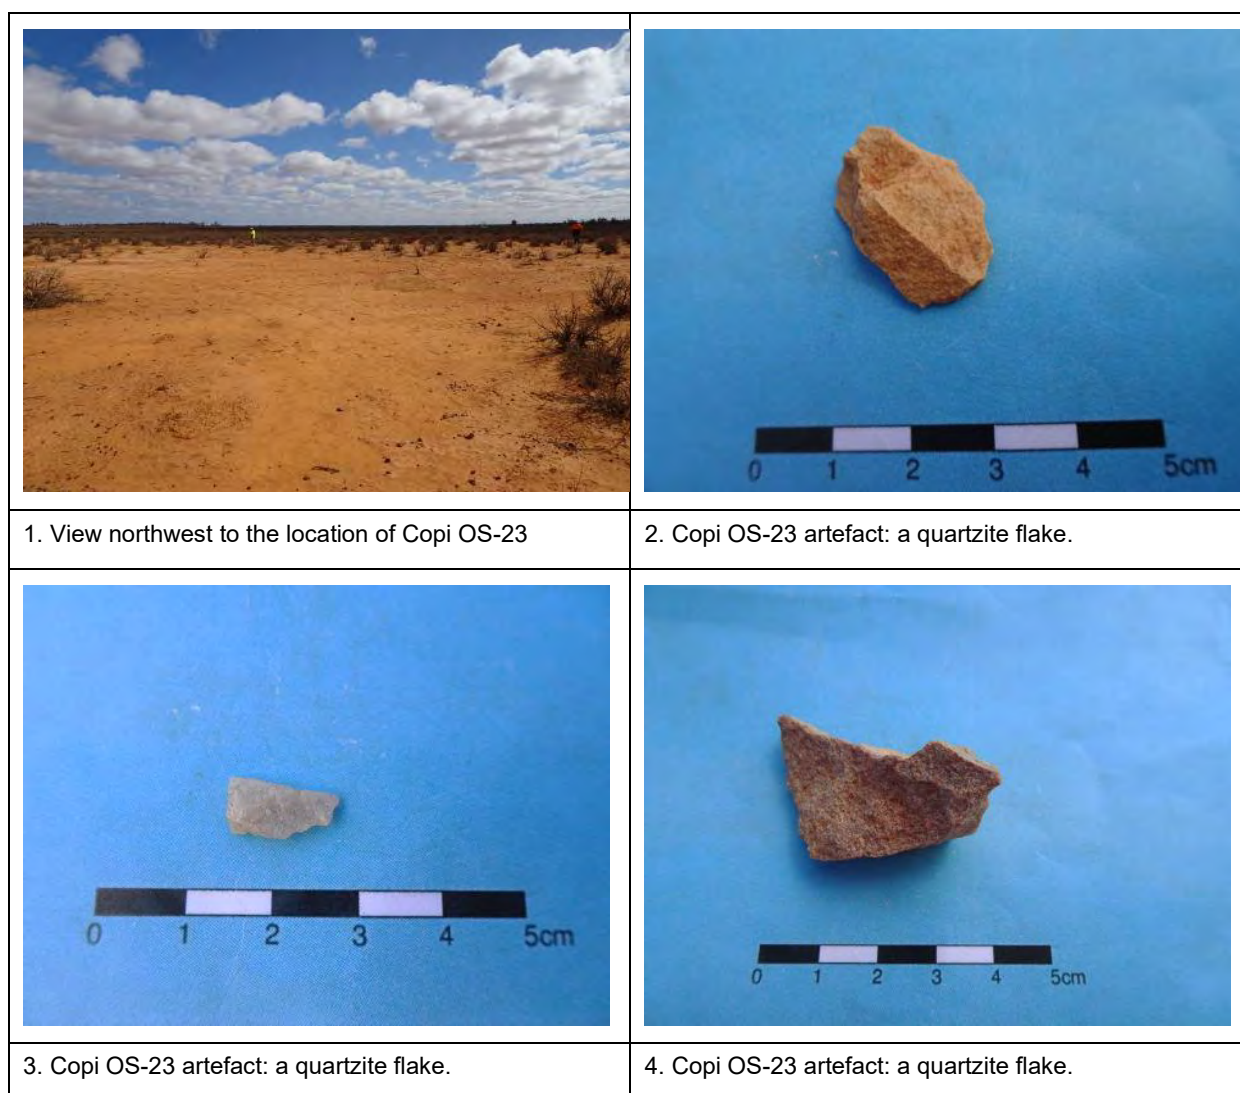 0 1 2 3 4 5cm
1. View northwest to the location of Copi OS-23
2. Copi OS-23 artefact: a quartzite flake.
0 1 2 3 4 5cm
0 1 2 3 4 5cm
3. Copi OS-23 artefact: a quartzite flake.
4. Copi OS-23 artefact: a quartzite flake.